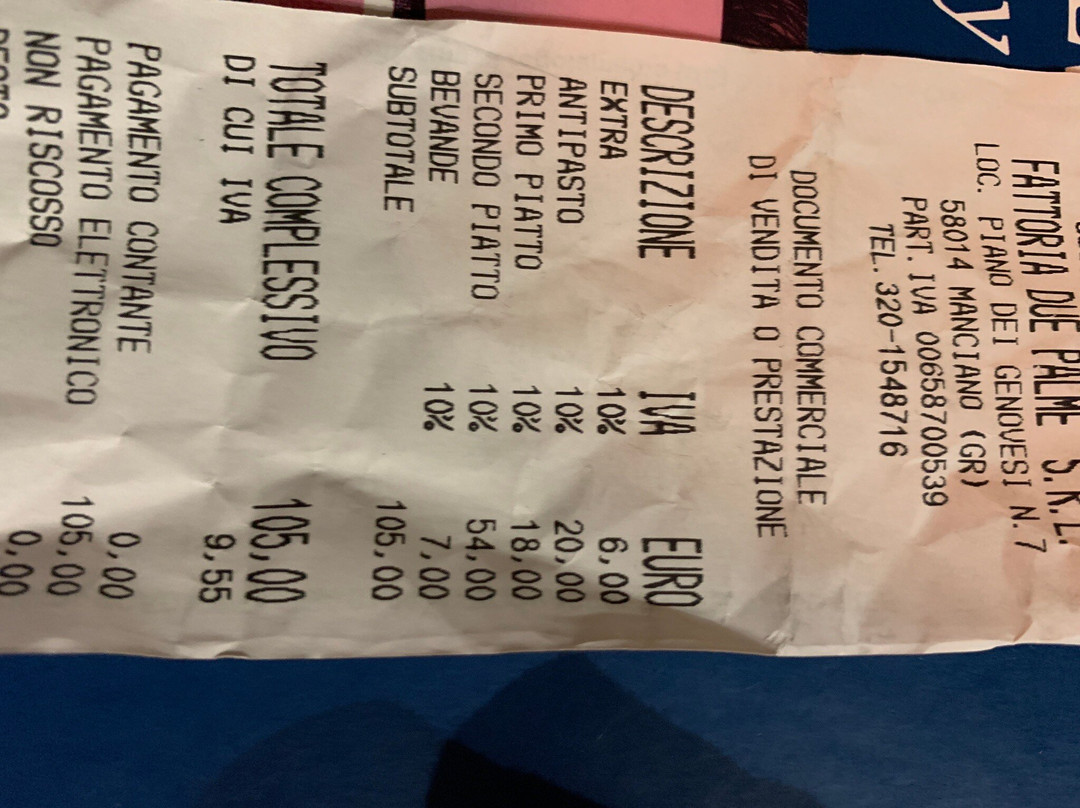 y
FATTORIA DUE PALME S.R.L.
LOC. PIANO DEI GENOVESI N. 7
58014 MANCIANO (GR)
PART. IVA 00658700539
TEL. 320-1548716
DOCUMENTO COMMERCIALE
DI VENDITA O PRESTAZIONE
DESCRIZIONE IVA EURO
EXTRA 10% 6,00
ANTIPASTO 10% 20,00
PRIMO PIATTO 10% 18,00
SECONDO PIATTO 10% 54,00
BEVANDE 10% 7,00
SUBTOTALE 105,00
TOTALE COMPLESSIVO 105,00
DI CUI IVA 9,55
PAGAMENTO CONTANTE 0,00
PAGAMENTO ELETTRONICO 105,00
NON RISCOSSO 0,00